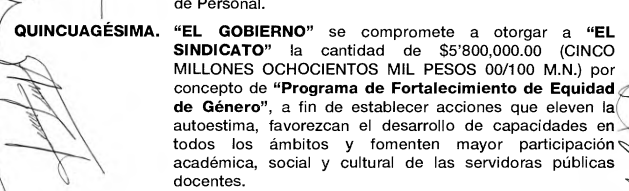 de Personal.
QUINCUAGÉSIMA. “EL GOBIERNO” se compromete a otorgar a “EL
SINDICATO” la cantidad de $5’800,000.00 (CINCO
MILLONES OCHOCIENTOS MIL PESOS 00/100 M.N.) por
concepto de “Programa de Fortalecimiento de Equidad
de Género”, a fin de establecer acciones que eleven la
autoestima, favorezcan el desarrollo de capacidades en
todos los ámbitos y fomenten mayor participación
académica, social y cultural de las servidoras públicas
docentes.